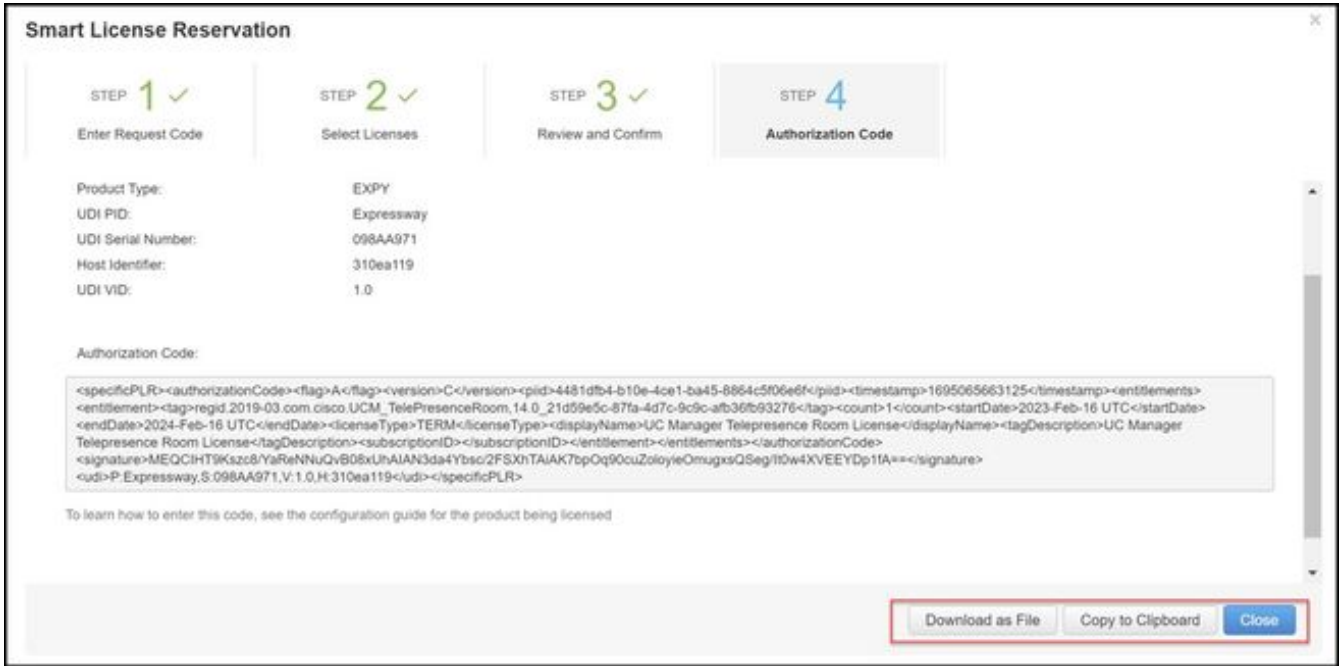 Smart License Reservation
STEP 1
Enter Request Code
STEP 2
Select Licenses
STEP 3
Review and Confirm
STEP 4
Authorization Code
Product Type: EXPY
UDI PID: Expressway
UDI Serial Number: 098AA971
Host Identifier: 310ea119
UDI VID: 1.0
Authorization Code:
<specificPLR><authorizationCode><flag>A</flag><version>C</version><piid>4481dfb4-b10e-4ce1-ba45-8864c5f06e6f</piid><timestamp>1695065663125</timestamp><entitlements>
<entitlement><tag>regid.2019-03.com.cisco.UCM_TelePresenceRoom,14.0_21d59e5c-87fa-4d7c-9c9c-afb36fb93276</tag><count>1</count><startDate>2023-Feb-16 UTC</startDate>
<endDate>2024-Feb-16 UTC</endDate><licenseType>TERM</licenseType><displayName>UC Manager Telepresence Room License</displayName><tagDescription>UC Manager
Telepresence Room License</tagDescription><subscriptionID></subscriptionID></entitlement></entitlements></authorizationCode>
<signature>MEQCIHT9Kszc8/YaReNNuQvB08xUhAIAN3da4Ybsc/2FSXhTAiAK7bpOq90cuZoloyieOmugxsQSeg/It0w4XVEEYDp1fA==</signature>
<udi>P:Expressway,S:098AA971,V:1.0,H:310ea119</udi></specificPLR>
To learn how to enter this code, see the configuration guide for the product being licensed
Download as File
Copy to Clipboard
Close